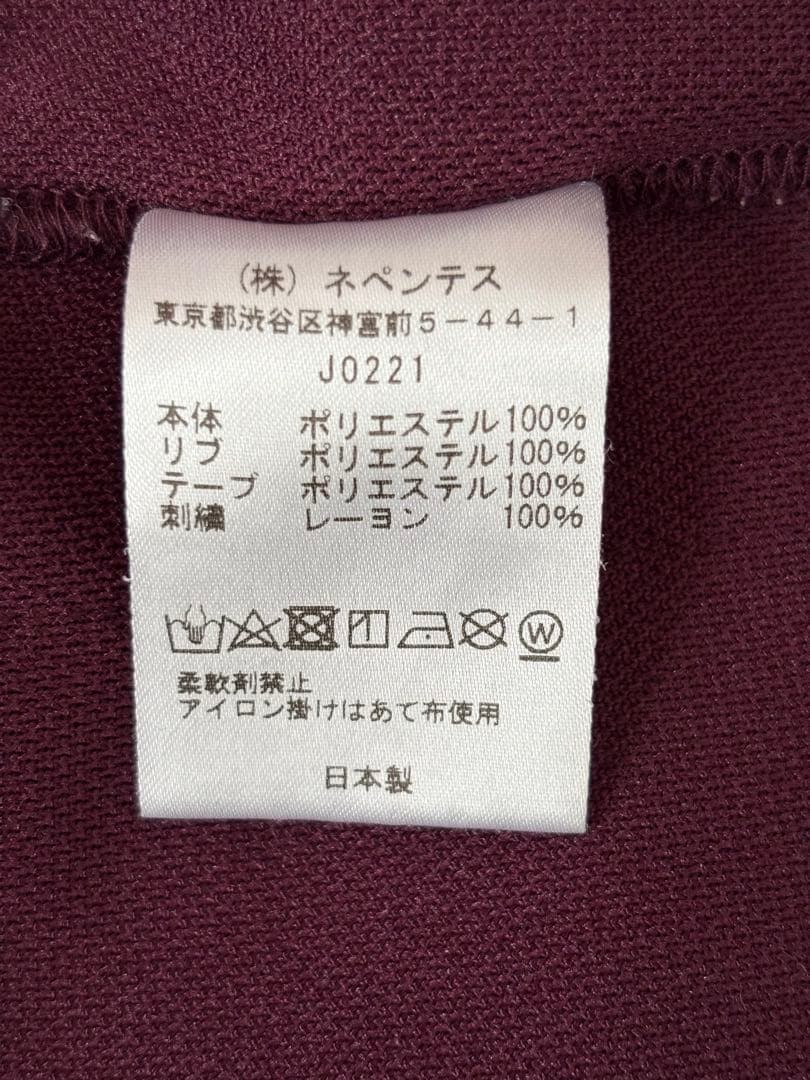 (株) ネペンテス
東京都渋谷区神宮前5-44-1
J0221
本体 ポリエステル100%
リブ ポリエステル100%
テープ ポリエステル100%
刺繍 レーヨン 100%
W
柔軟剤禁止
アイロン掛けはあて布使用
日本製